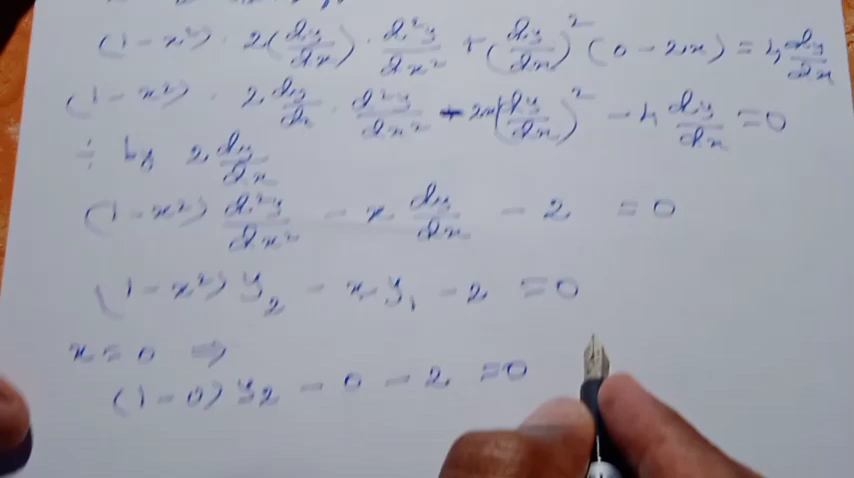 (1 - x²) · 2(dy/dx) · d²y/dx² + (dy/dx)² (0 - 2x) = 4 dy/dx
(1 - x²) · 2 dy/dx · d²y/dx² - 2x(dy/dx)² - 4 dy/dx = 0
÷ by 2 dy/dx
(1 - x²) d²y/dx² - x dy/dx - 2 = 0
(1 - x²) y₂ - x y₁ - 2 = 0
x = 0 ⇒
(1 - 0) y₂ - 0 - 2 = 0